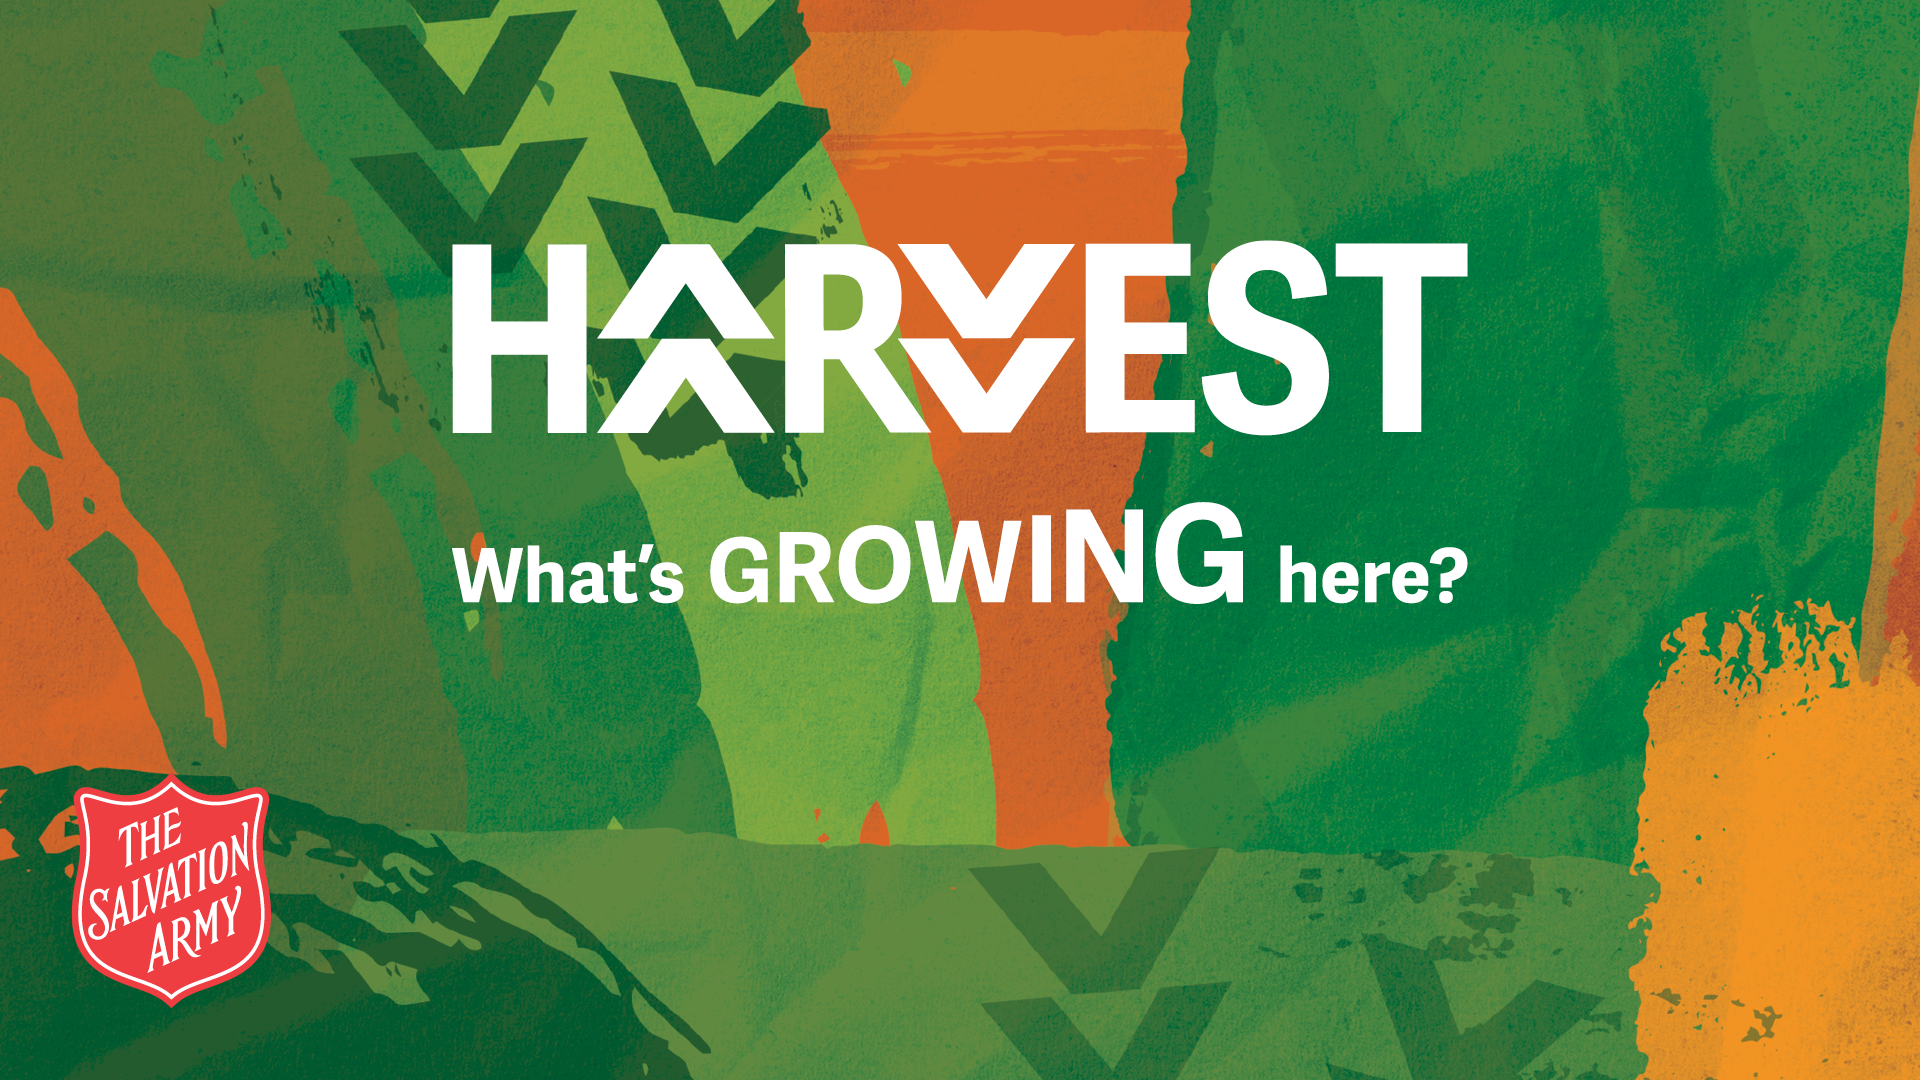 HARVEST
What's GROWING here?
THE
SALVATION
ARMY